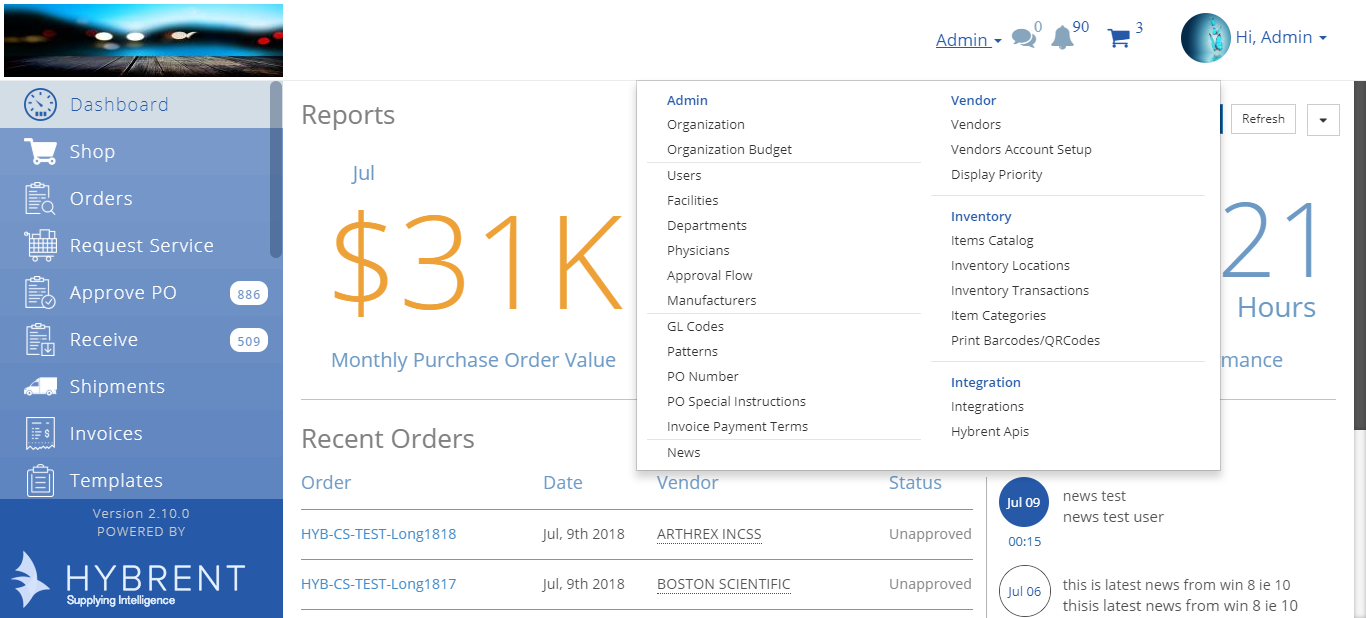 Admin
0
90
3
Hi, Admin
Dashboard
Shop
Orders
Request Service
Approve PO
886
Receive
509
Shipments
Invoices
Templates
Version 2.10.0
POWERED BY
HYBRENT
Supplying Intelligence
Reports
Jul
$31K
Monthly Purchase Order Value
Admin
Organization
Organization Budget
Users
Facilities
Departments
Physicians
Approval Flow
Manufacturers
GL Codes
Patterns
PO Number
PO Special Instructions
Invoice Payment Terms
News
Vendor
Vendors
Vendors Account Setup
Display Priority
Inventory
Items Catalog
Inventory Locations
Inventory Transactions
Item Categories
Print Barcodes/QRCodes
Integration
Integrations
Hybrent Apis
Refresh
21
Hours
mance
Recent Orders
Order Date Vendor Status
HYB-CS-TEST-Long1818 Jul, 9th 2018 ARTHREX INCSS Unapproved
HYB-CS-TEST-Long1817 Jul, 9th 2018 BOSTON SCIENTIFIC Unapproved
Jul 09
00:15
news test
news test user
Jul 06
this is latest news from win 8 ie 10
thisis latest news from win 8 ie 10